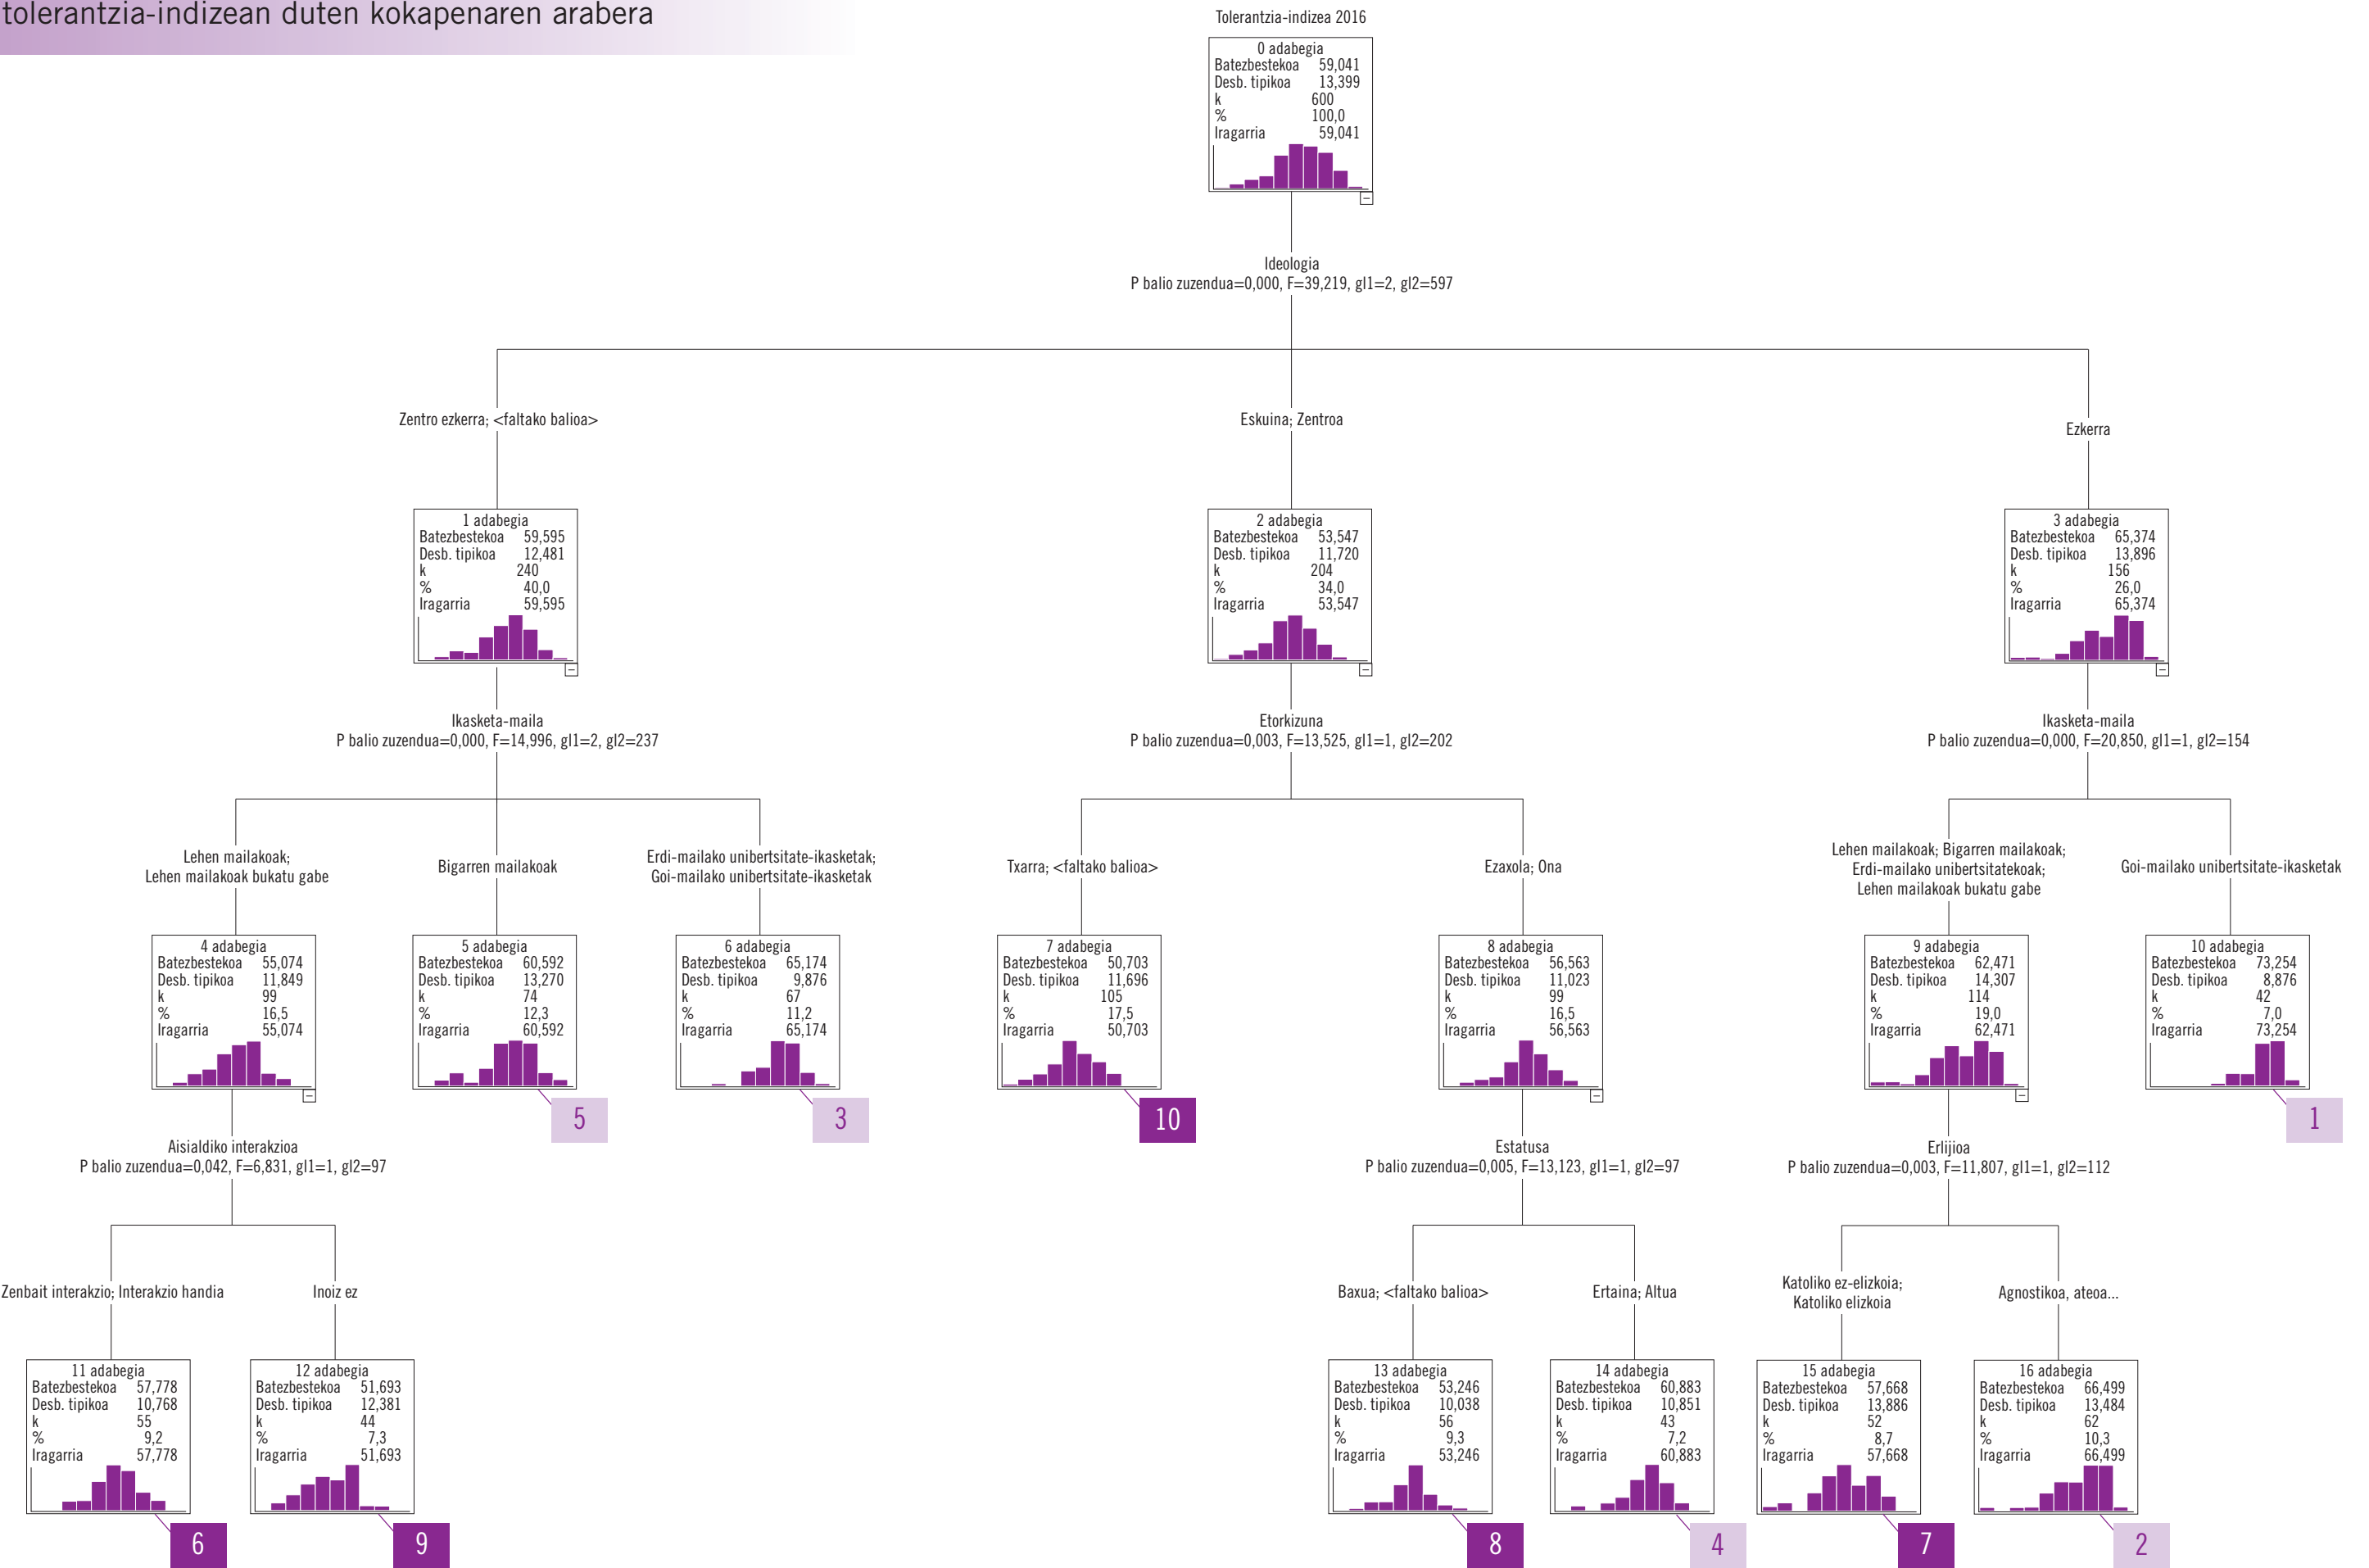 tolerantzia-indizean duten kokapenaren arabera
Tolerantzia-indizea 2016
0 adabegia
Batezbestekoa 59,041
Desb. tipikoa 13,399
k 600
% 100,0
Iragarria 59,041
Ideologia
P balio zuzendua=0,000, F=39,219, gl1=2, gl2=597
Zentro ezkerra; <faltako balioa>
Eskuina; Zentroa
Ezkerra
1 adabegia
Batezbestekoa 59,595
Desb. tipikoa 12,481
k 240
% 40,0
Iragarria 59,595
2 adabegia
Batezbestekoa 53,547
Desb. tipikoa 11,720
k 204
% 34,0
Iragarria 53,547
3 adabegia
Batezbestekoa 65,374
Desb. tipikoa 13,896
k 156
% 26,0
Iragarria 65,374
Ikasketa-maila
P balio zuzendua=0,000, F=14,996, gl1=2, gl2=237
Etorkizuna
P balio zuzendua=0,003, F=13,525, gl1=1, gl2=202
Ikasketa-maila
P balio zuzendua=0,000, F=20,850, gl1=1, gl2=154
Lehen mailakoak;
Lehen mailakoak bukatu gabe
Bigarren mailakoak
Erdi-mailako unibertsitate-ikasketak;
Goi-mailako unibertsitate-ikasketak
Txarra; <faltako balioa>
Ezaxola; Ona
Lehen mailakoak; Bigarren mailakoak;
Erdi-mailako unibertsitatekoak;
Lehen mailakoak bukatu gabe
Goi-mailako unibertsitate-ikasketak
4 adabegia
Batezbestekoa 55,074
Desb. tipikoa 11,849
k 99
% 16,5
Iragarria 55,074
5 adabegia
Batezbestekoa 60,592
Desb. tipikoa 13,270
k 74
% 12,3
Iragarria 60,592
5
6 adabegia
Batezbestekoa 65,174
Desb. tipikoa 9,876
k 67
% 11,2
Iragarria 65,174
3
7 adabegia
Batezbestekoa 50,703
Desb. tipikoa 11,696
k 105
% 17,5
Iragarria 50,703
10
8 adabegia
Batezbestekoa 56,563
Desb. tipikoa 11,023
k 99
% 16,5
Iragarria 56,563
9 adabegia
Batezbestekoa 62,471
Desb. tipikoa 14,307
k 114
% 19,0
Iragarria 62,471
10 adabegia
Batezbestekoa 73,254
Desb. tipikoa 8,876
k 42
% 7,0
Iragarria 73,254
1
Aisialdiko interakzioa
P balio zuzendua=0,042, F=6,831, gl1=1, gl2=97
Estatusa
P balio zuzendua=0,005, F=13,123, gl1=1, gl2=97
Erlijioa
P balio zuzendua=0,003, F=11,807, gl1=1, gl2=112
Zenbait interakzio; Interakzio handia
Inoiz ez
Baxua; <faltako balioa>
Ertaina; Altua
Katoliko ez-elizkoia;
Katoliko elizkoia
Agnostikoa, ateoa...
11 adabegia
Batezbestekoa 57,778
Desb. tipikoa 10,768
k 55
% 9,2
Iragarria 57,778
6
12 adabegia
Batezbestekoa 51,693
Desb. tipikoa 12,381
k 44
% 7,3
Iragarria 51,693
9
13 adabegia
Batezbestekoa 53,246
Desb. tipikoa 10,038
k 56
% 9,3
Iragarria 53,246
8
14 adabegia
Batezbestekoa 60,883
Desb. tipikoa 10,851
k 43
% 7,2
Iragarria 60,883
4
15 adabegia
Batezbestekoa 57,668
Desb. tipikoa 13,886
k 52
% 8,7
Iragarria 57,668
7
16 adabegia
Batezbestekoa 66,499
Desb. tipikoa 13,484
k 62
% 10,3
Iragarria 66,499
2